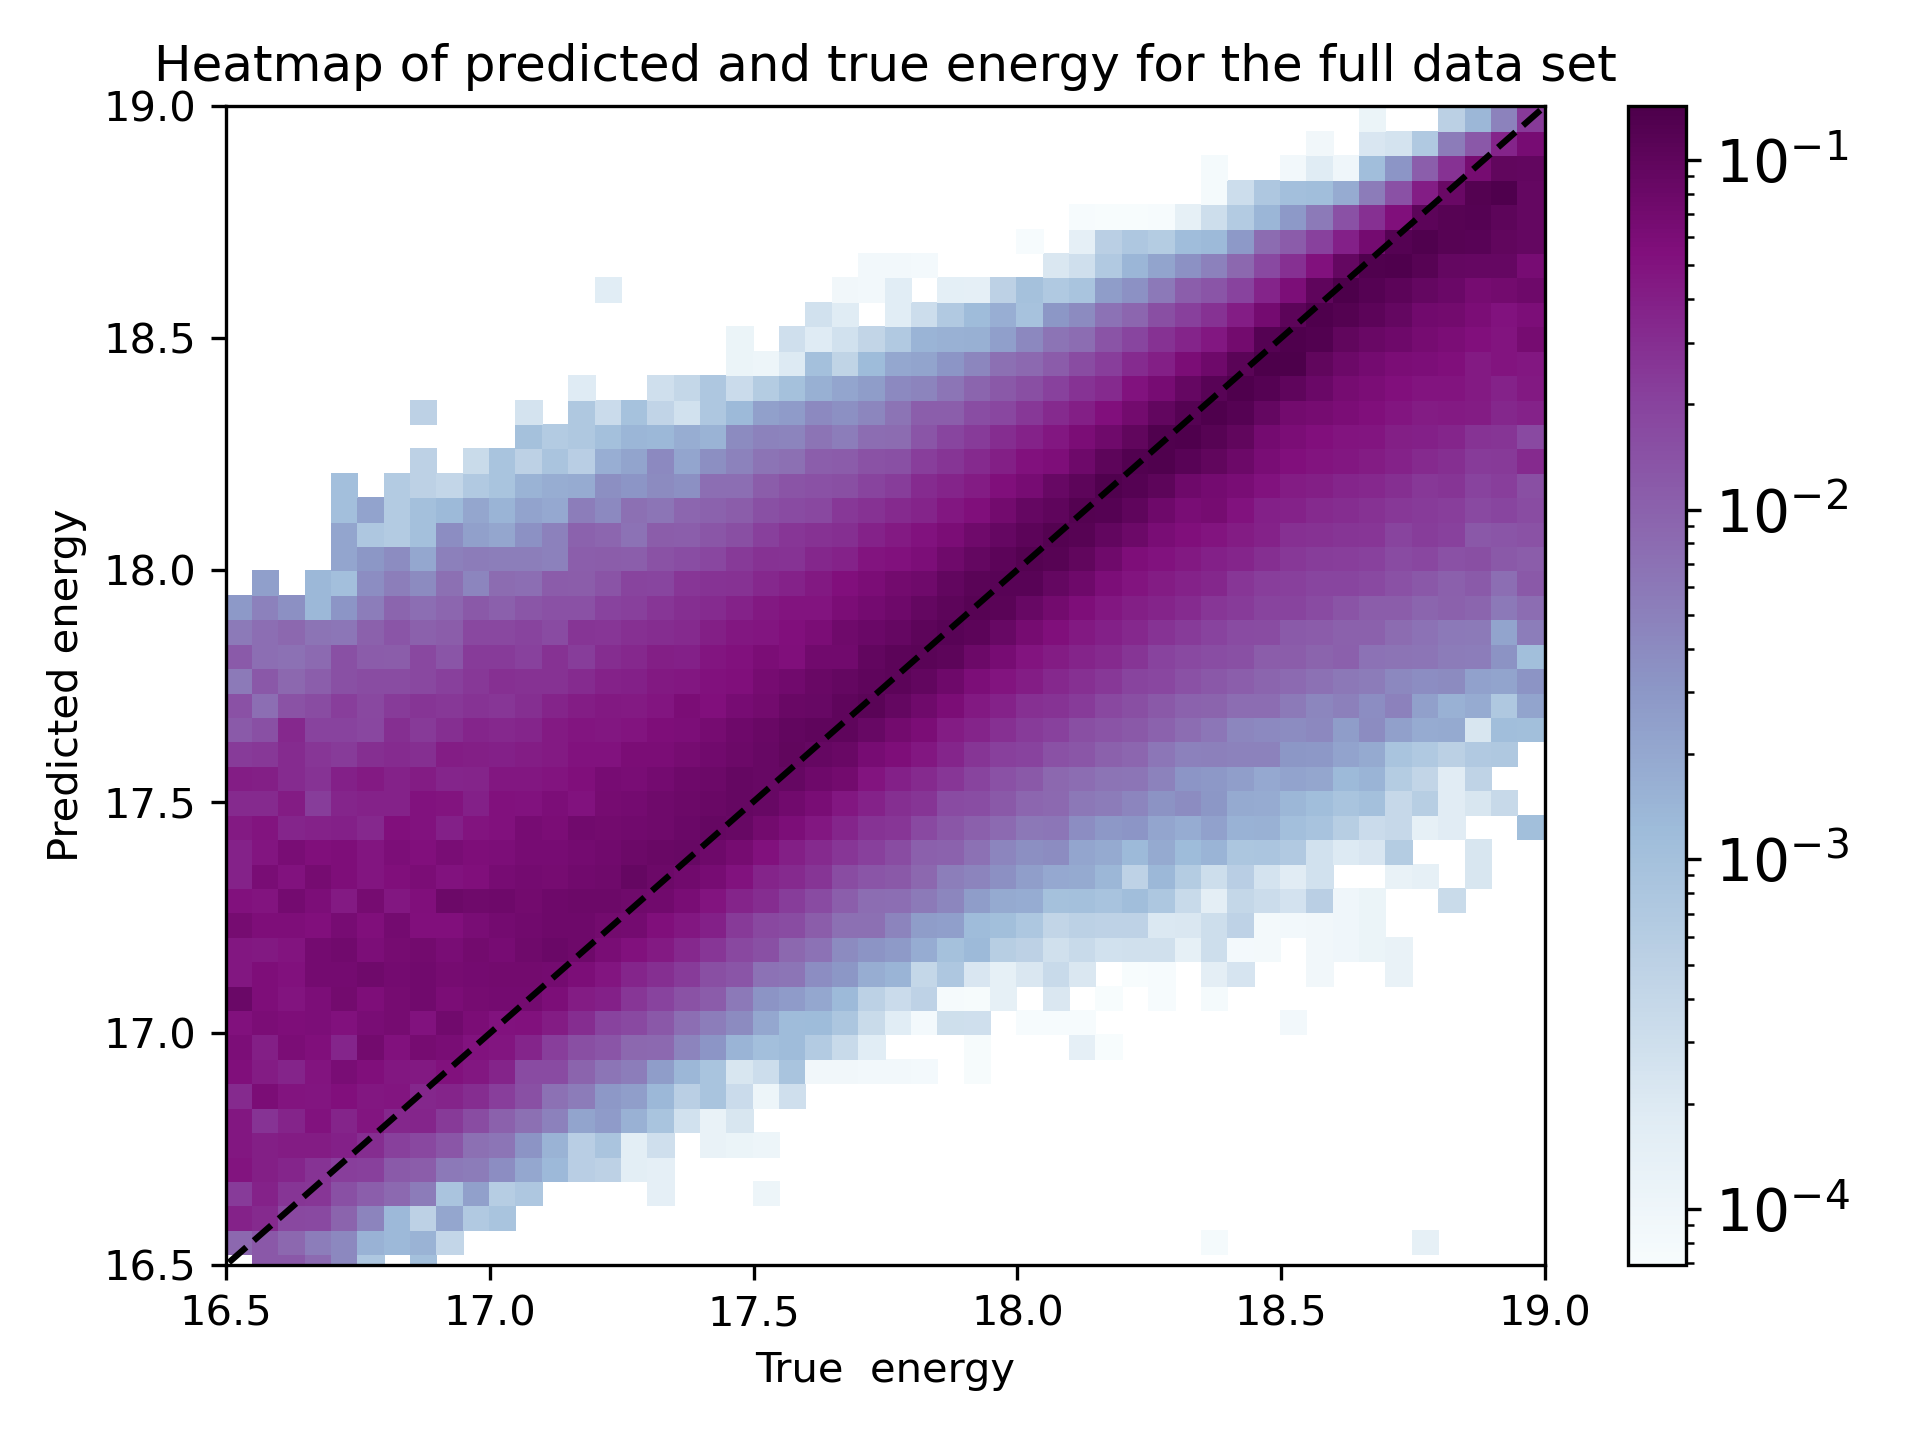 Heatmap of predicted and true energy for the full data set
19.0
18.5
18.0
17.5
17.0
16.5
Predicted energy
16.5 17.0 17.5 18.0 18.5 19.0
True  energy
10⁻¹
10⁻²
10⁻³
10⁻⁴